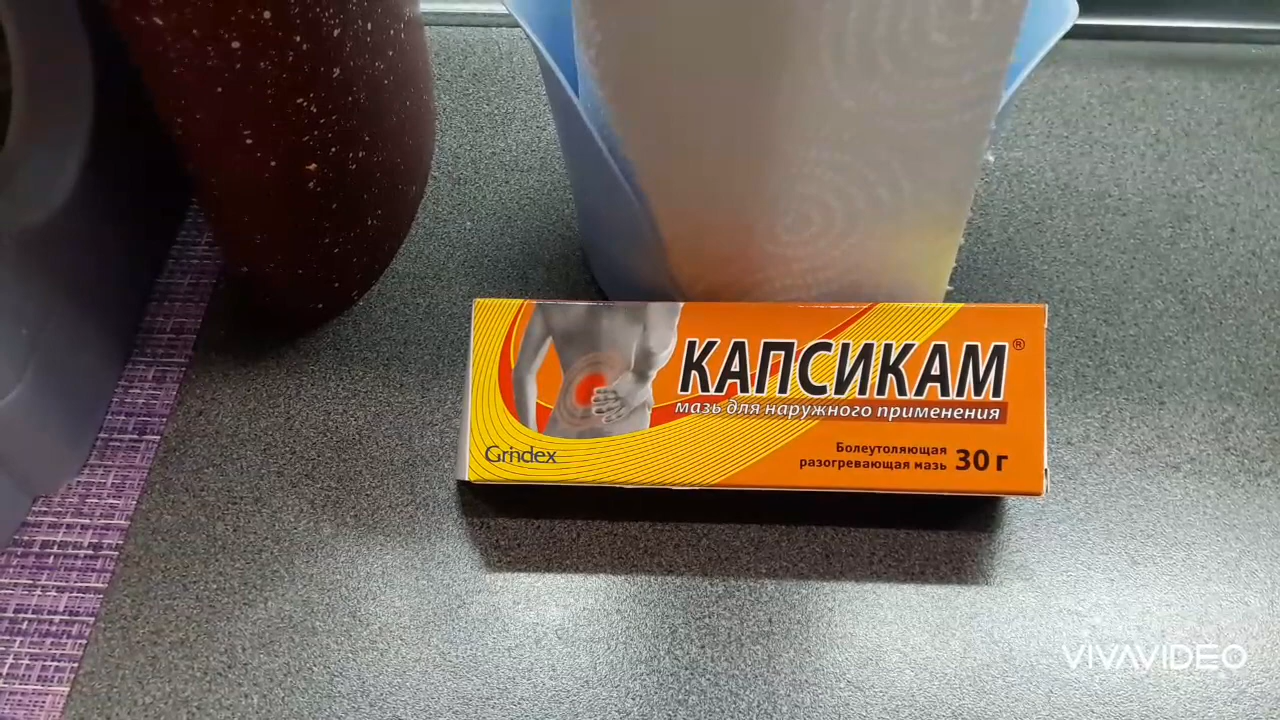 КАПСИКАМ®
мазь для наружного применения
Болеутоляющая
разогревающая мазь 30 г
Grindex
VIVAVIDEO